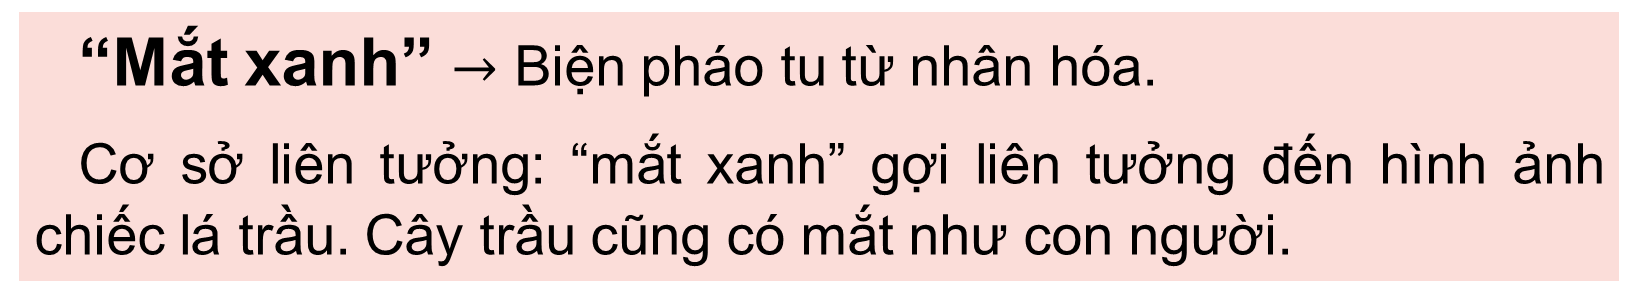 “Mắt xanh” → Biện pháo tu từ nhân hóa.
Cơ sở liên tưởng: “mắt xanh” gợi liên tưởng đến hình ảnh
chiếc lá trầu. Cây trầu cũng có mắt như con người.